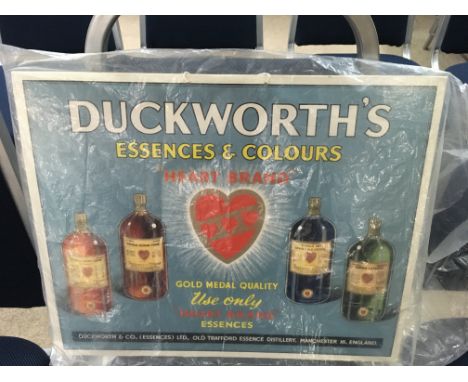 DUCKWORTH'S
ESSENCES & COLOURS
"HEART BRAND"
GOLD MEDAL QUALITY
Use only
"HEART BRAND"
ESSENCES
DUCKWORTH & CO. (ESSENCES) LTD., OLD TRAFFORD ESSENCE DISTILLERY, MANCHESTER 16, ENGLAND.